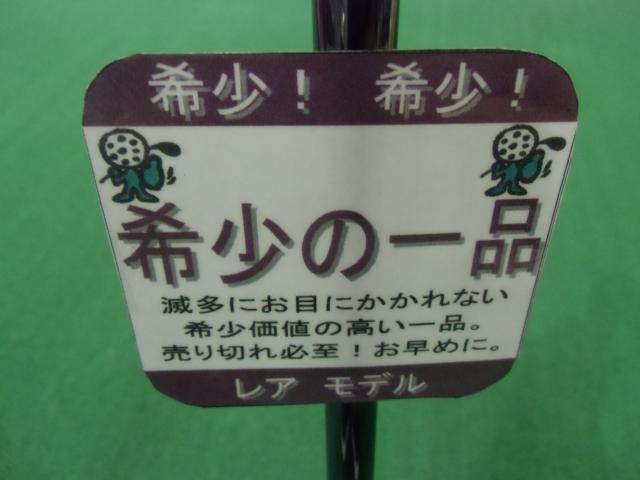 希少！ 希少！
希少の一品
滅多にお目にかかれない
希少価値の高い一品。
売り切れ必至！お早めに。
レア モデル